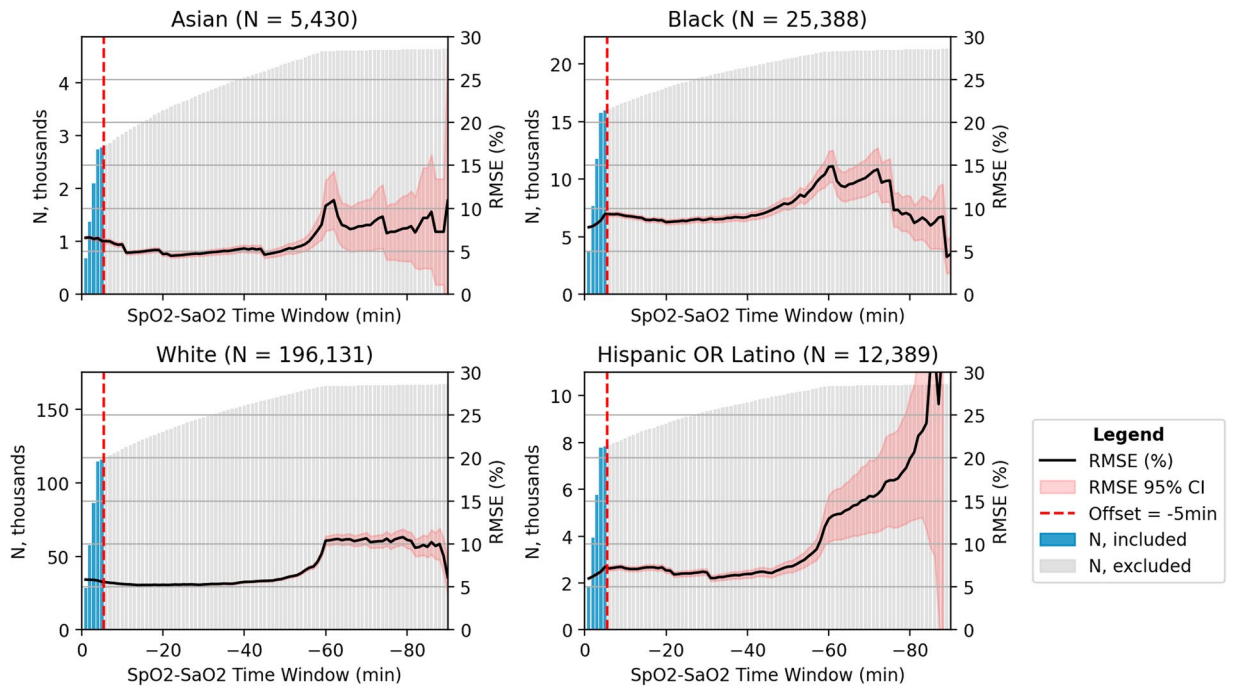 Asian (N = 5,430)
N, thousands
0
1
2
3
4
RMSE (%)
0
5
10
15
20
25
30
SpO2-SaO2 Time Window (min)
Black (N = 25,388)
N, thousands
0
5
10
15
20
RMSE (%)
0
5
10
15
20
25
30
SpO2-SaO2 Time Window (min)
White (N = 196,131)
N, thousands
0
50
100
150
RMSE (%)
0
5
10
15
20
25
30
0 −20 −40 −60 −80
SpO2-SaO2 Time Window (min)
Hispanic OR Latino (N = 12,389)
N, thousands
0
2
4
6
8
10
RMSE (%)
0
5
10
15
20
25
30
0 −20 −40 −60 −80
SpO2-SaO2 Time Window (min)
Legend
RMSE (%)
RMSE 95% CI
Offset = -5min
N, included
N, excluded